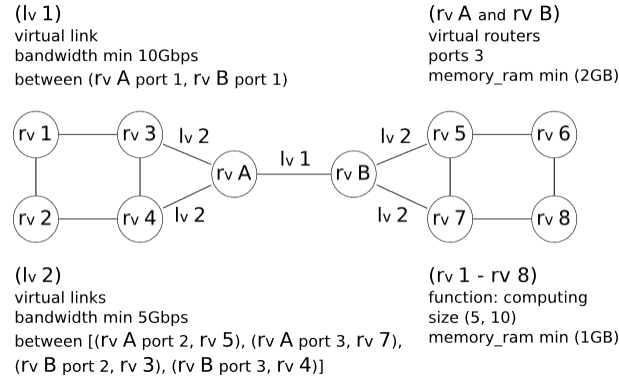 (lv 1)
virtual link
bandwidth min 10Gbps
between (rv A port 1, rv B port 1)
(rv A and rv B)
virtual routers
ports 3
memory_ram min (2GB)
rv 1
rv 3
lv 2
lv 2
rv 5
rv 6
rv A
lv 1
rv B
rv 2
rv 4
lv 2
lv 2
rv 7
rv 8
(lv 2)
virtual links
bandwidth min 5Gbps
between [(rv A port 2, rv 5), (rv A port 3, rv 7),
(rv B port 2, rv 3), (rv B port 3, rv 4)]
(rv 1 - rv 8)
function: computing
size (5, 10)
memory_ram min (1GB)